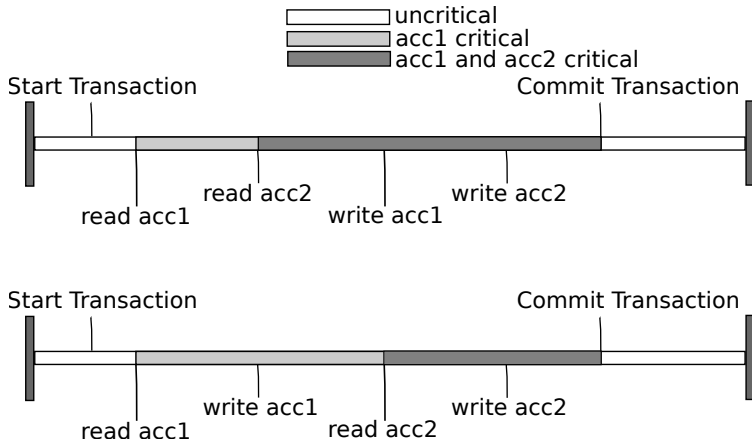 uncritical
acc1 critical
acc1 and acc2 critical
Start Transaction
Commit Transaction
read acc2
write acc2
read acc1
write acc1
Start Transaction
Commit Transaction
write acc1
write acc2
read acc1
read acc2